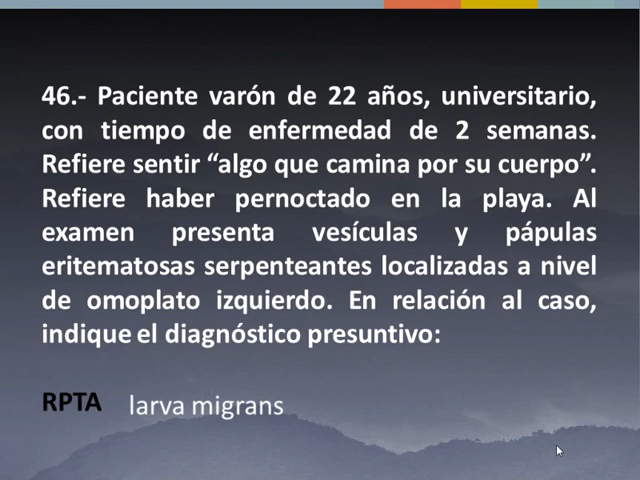 46.- Paciente varón de 22 años, universitario,
con tiempo de enfermedad de 2 semanas.
Refiere sentir “algo que camina por su cuerpo”.
Refiere haber pernoctado en la playa. Al
examen presenta vesículas y pápulas
eritematosas serpenteantes localizadas a nivel
de omoplato izquierdo. En relación al caso,
indique el diagnóstico presuntivo:
RPTA larva migrans